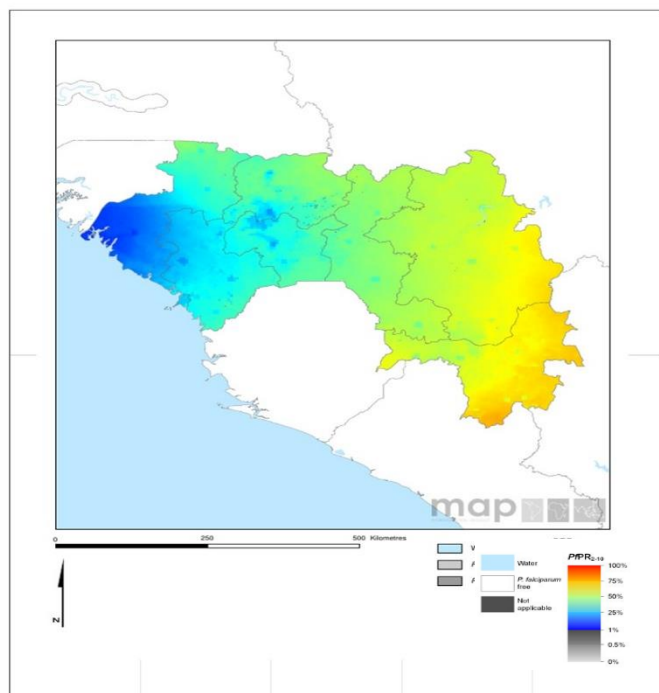 map
0 250 500 Kilometres
N
Water
P. falciparum
free
Not
applicable
PfPR2-10
100%
75%
50%
25%
1%
0.5%
0%